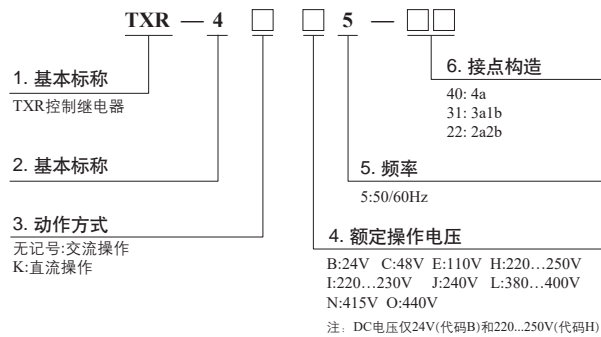 TXR — 4 □ □ 5 — □□
1. 基本标称
TXR控制继电器
2. 基本标称
3. 动作方式
无记号:交流操作
K:直流操作
6. 接点构造
40: 4a
31: 3a1b
22: 2a2b
5. 频率
5:50/60Hz
4. 额定操作电压
B:24V C:48V E:110V H:220…250V
I:220…230V J:240V L:380…400V
N:415V O:440V
注：DC电压仅24V(代码B)和220...250V(代码H)